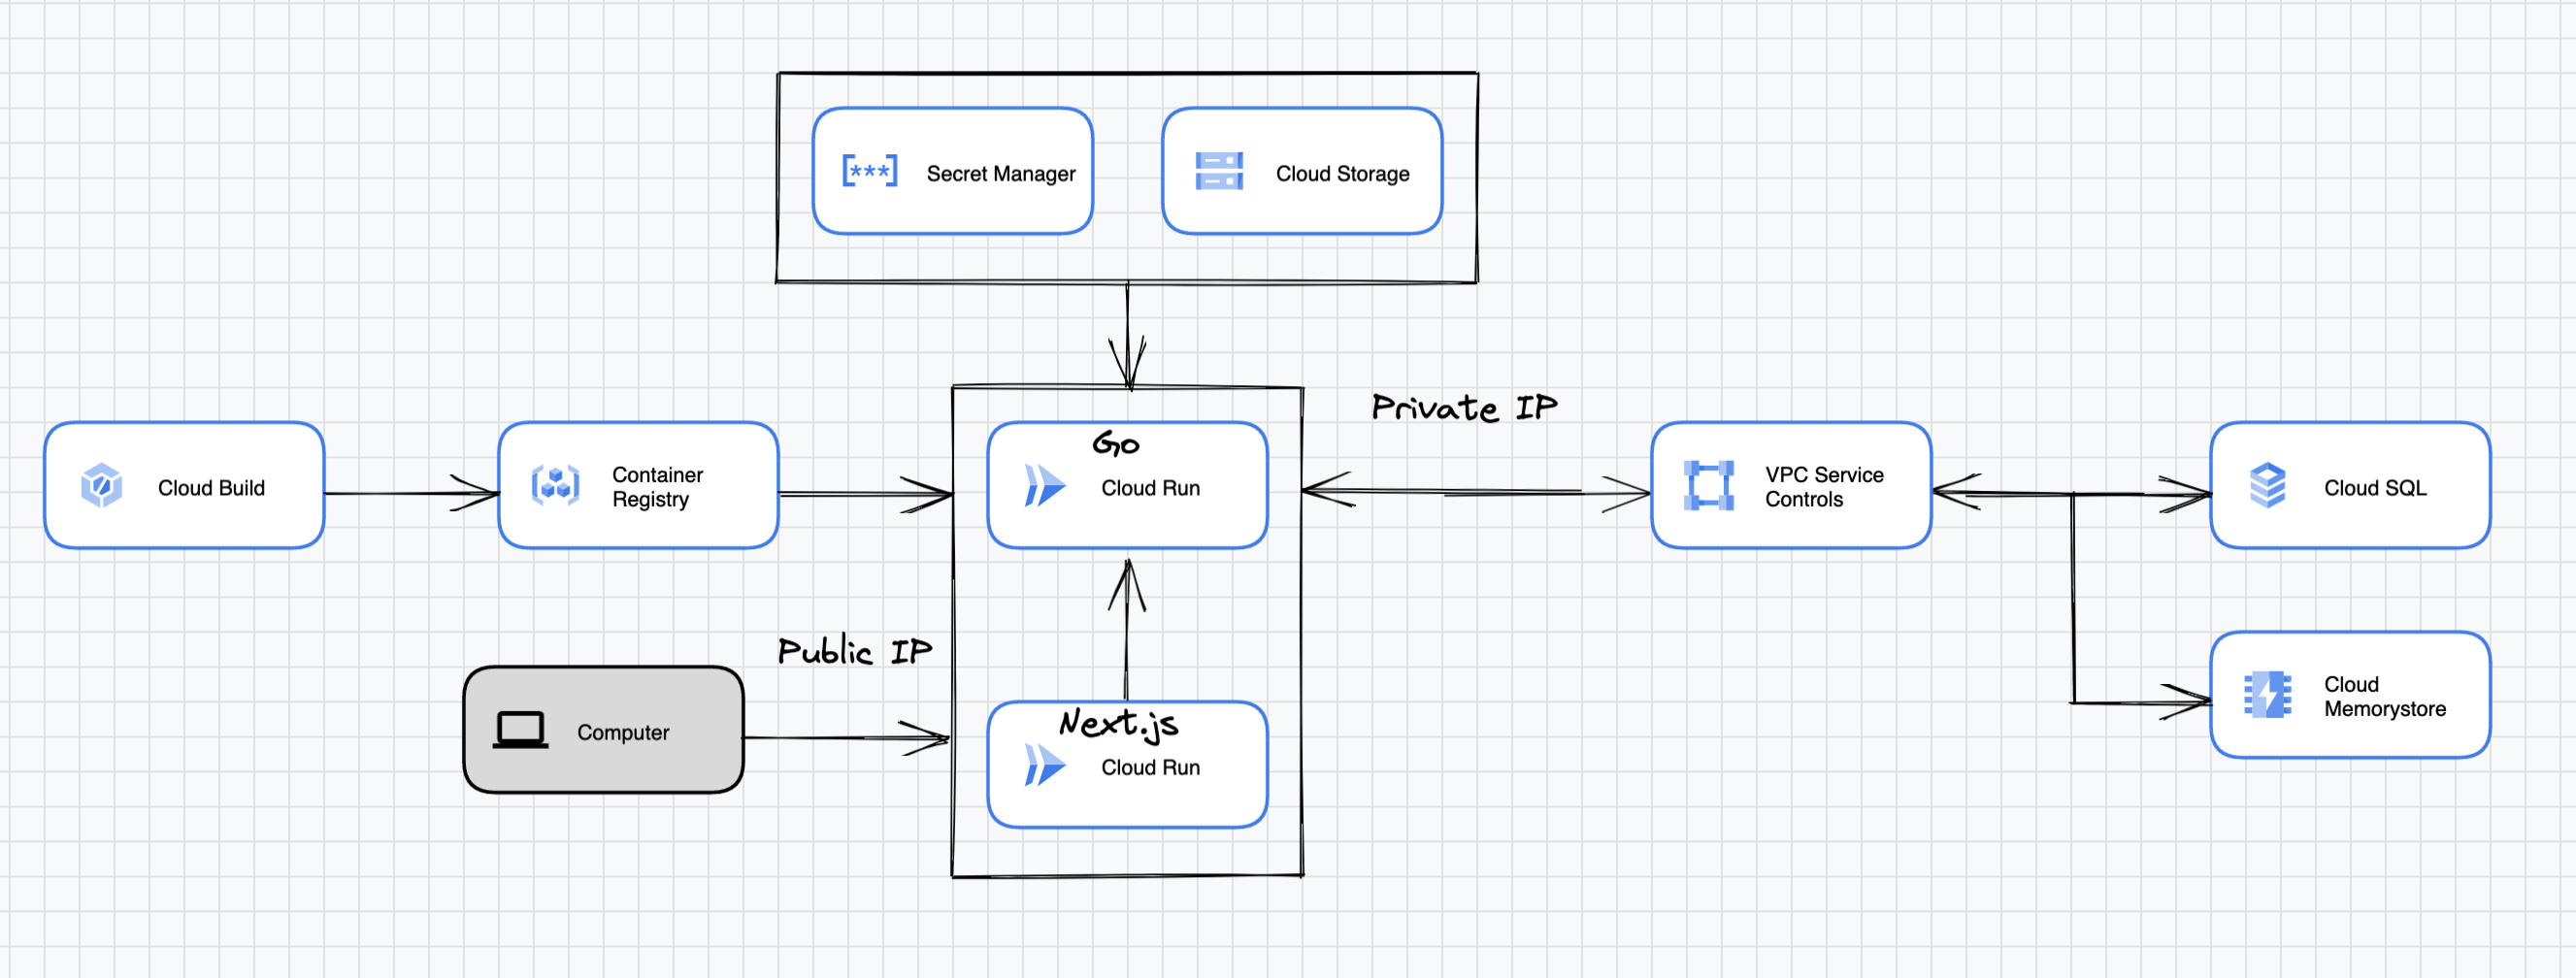 [***]
Secret Manager
Cloud Storage
Private IP
Cloud Build
Container
Registry
Go
Cloud Run
VPC Service
Controls
Cloud SQL
Public IP
Computer
Next.js
Cloud Run
Cloud
Memorystore